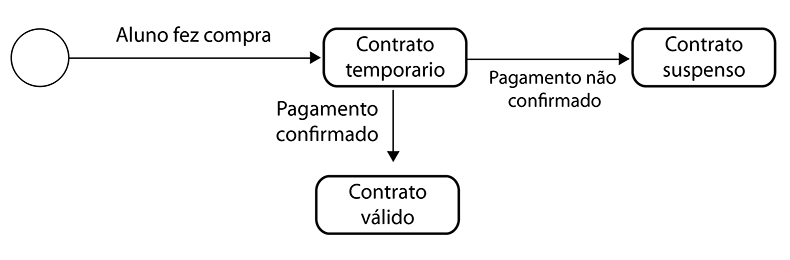 Aluno fez compra
Contrato
temporario
Contrato
suspenso
Pagamento não
confirmado
Pagamento
confirmado
Contrato
válido